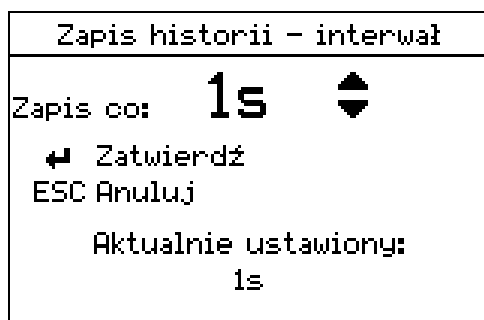 Zapis historii - interwał
Zapis co: 1s
Zatwierdź
ESC Anuluj
Aktualnie ustawiony:
1s